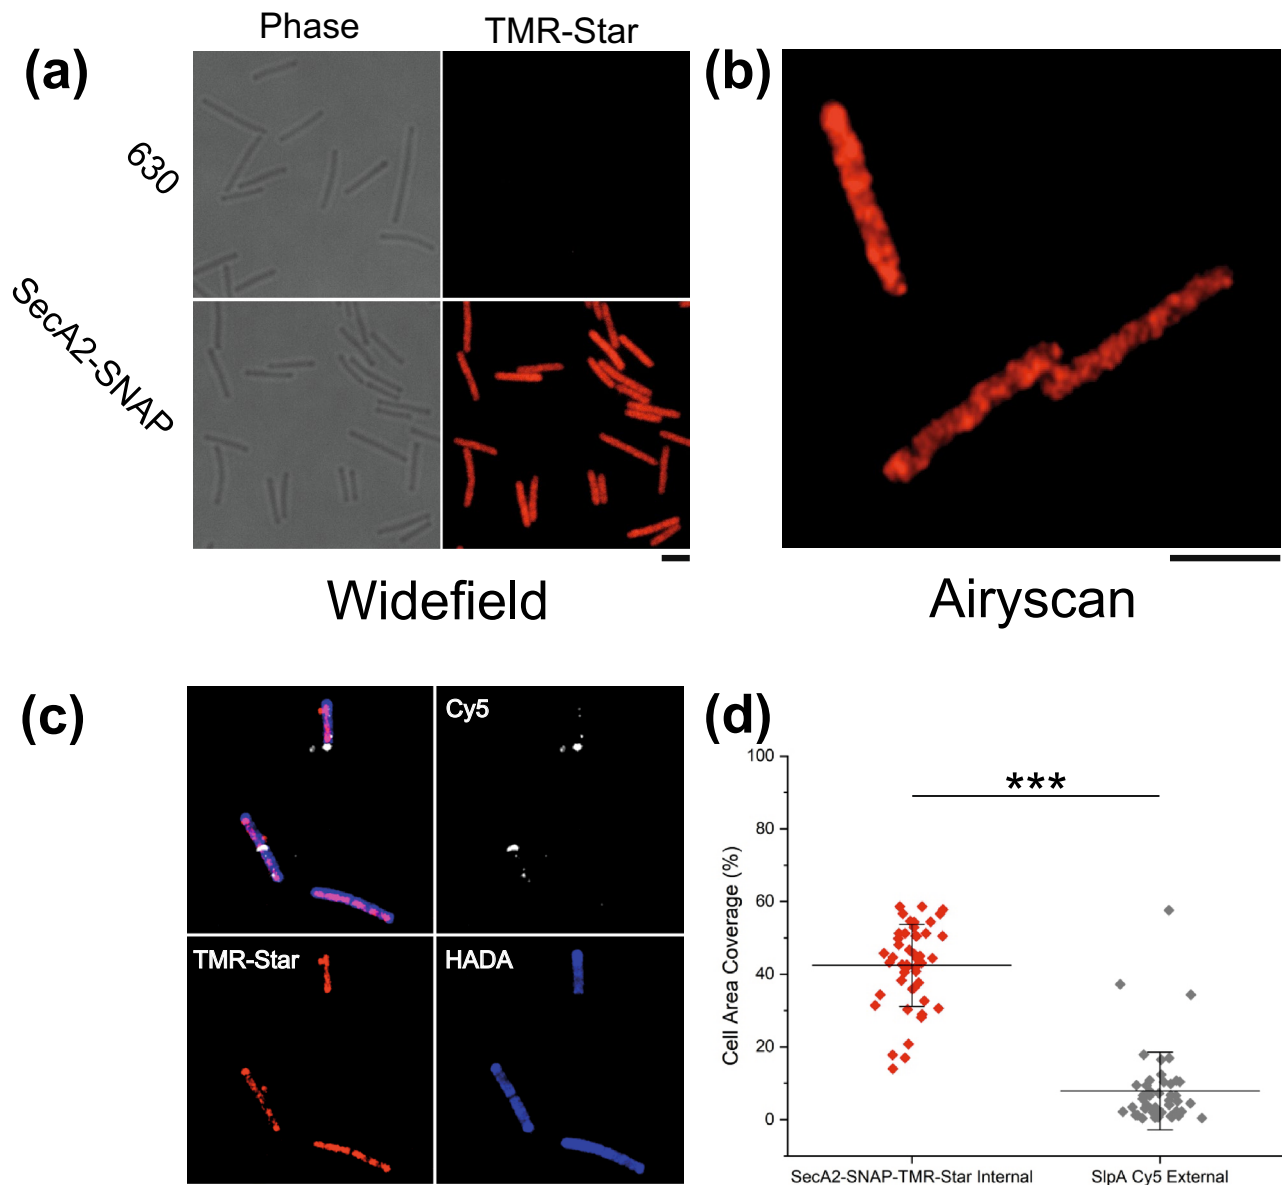 Phase
TMR-Star
(a)
(b)
630
SecA2-SNAP
Widefield
Airyscan
(c)
Cy5
TMR-Star
HADA
(d)
***
100
80
60
40
20
0
Cell Area Coverage (%)
SecA2-SNAP-TMR-Star Internal
SlpA Cy5 External